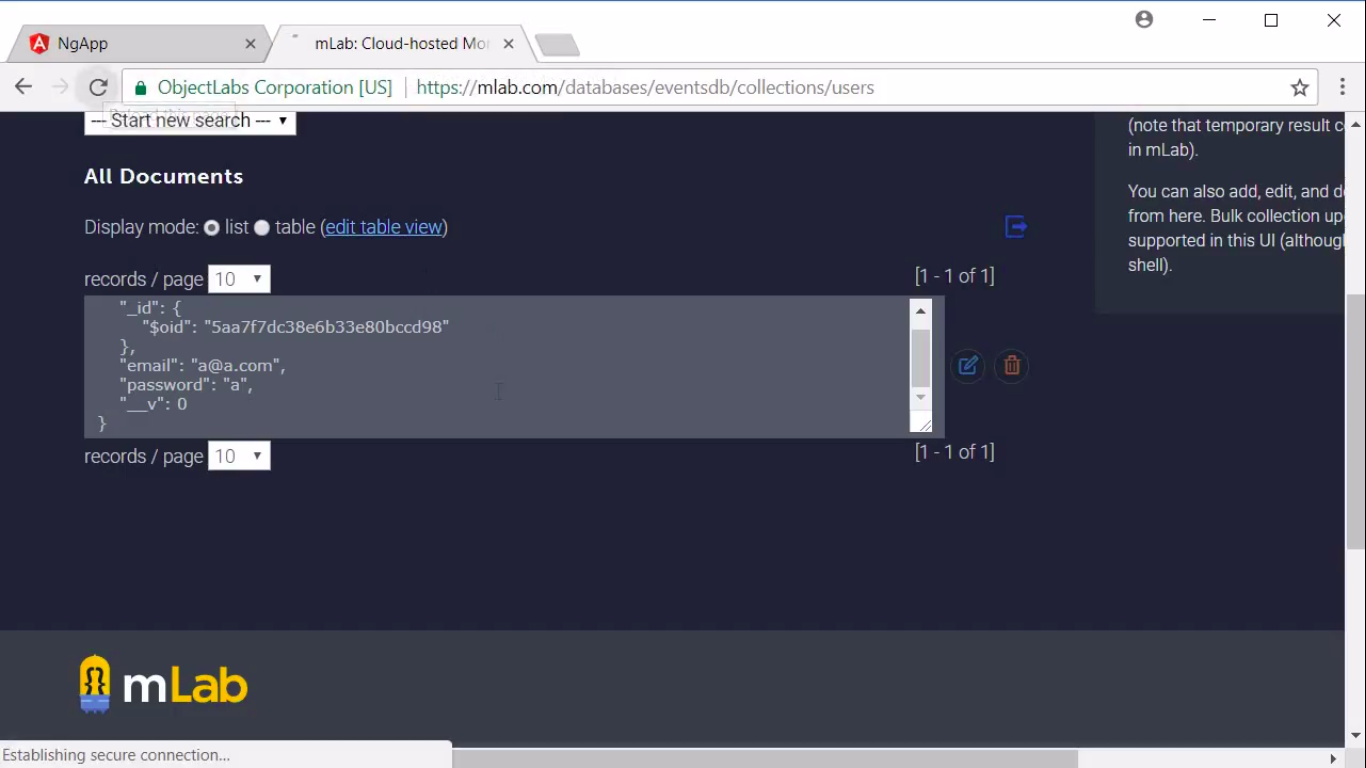 NgApp
mLab: Cloud-hosted Mo
ObjectLabs Corporation [US]
https://mlab.com/databases/eventsdb/collections/users
--- Start new search ---
(note that temporary result c
in mLab).
All Documents
You can also add, edit, and d
from here. Bulk collection up
supported in this UI (althoug
shell).
Display mode: list table (edit table view)
records / page 10
[1 - 1 of 1]
"_id": {
"$oid": "5aa7f7dc38e6b33e80bccd98"
},
"email": "a@a.com",
"password": "a",
"__v": 0
}
records / page 10
[1 - 1 of 1]
mLab
Establishing secure connection...